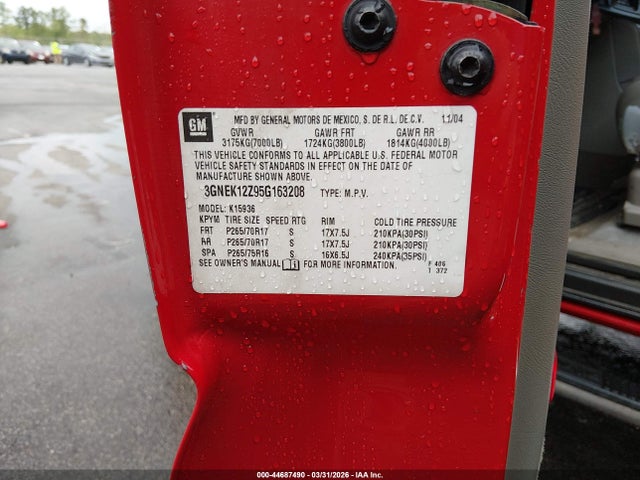 GM
MFD BY GENERAL MOTORS DE MEXICO, S. DE R.L. DE C.V. 11/04
GVWR GAWR FRT GAWR RR
3175KG(7000LB) 1724KG(3800LB) 1814KG(4000LB)
THIS VEHICLE CONFORMS TO ALL APPLICABLE U.S. FEDERAL MOTOR
VEHICLE SAFETY STANDARDS IN EFFECT ON THE DATE OF
MANUFACTURE SHOWN ABOVE.
3GNEK12Z95G163208 TYPE: M.P.V.
MODEL: K15936
KPYM TIRE SIZE SPEED RTG RIM COLD TIRE PRESSURE
FRT P265/70R17 S 17X7.5J 210KPA(30PSI)
RR P265/70R17 S 17X7.5J 210KPA(30PSI)
SPA P265/75R16 S 16X6.5J 240KPA(35PSI)
SEE OWNER'S MANUAL FOR MORE INFORMATION.
F 406
1 372
000-44687490 - 03/31/2026 - IAA Inc.